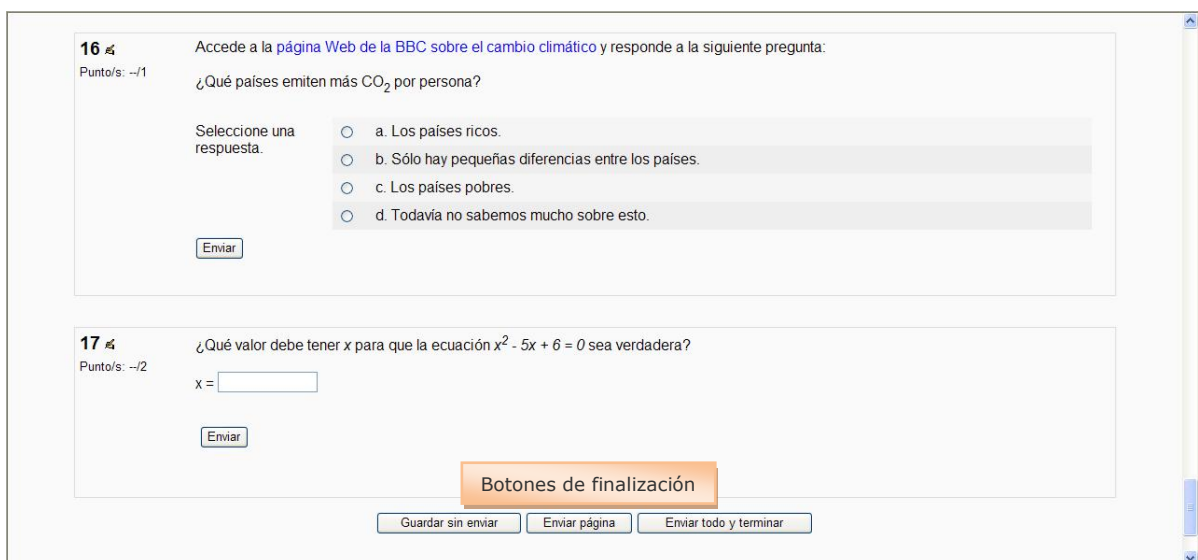 16
Accede a la página Web de la BBC sobre el cambio climático y responde a la siguiente pregunta:
Punto/s: --/1
¿Qué países emiten más CO2 por persona?
Seleccione una respuesta.
a. Los países ricos.
b. Sólo hay pequeñas diferencias entre los países.
c. Los países pobres.
d. Todavía no sabemos mucho sobre esto.
Enviar
17
¿Qué valor debe tener x para que la ecuación x² - 5x + 6 = 0 sea verdadera?
Punto/s: --/2
x =
Enviar
Botones de finalización
Guardar sin enviar Enviar página Enviar todo y terminar